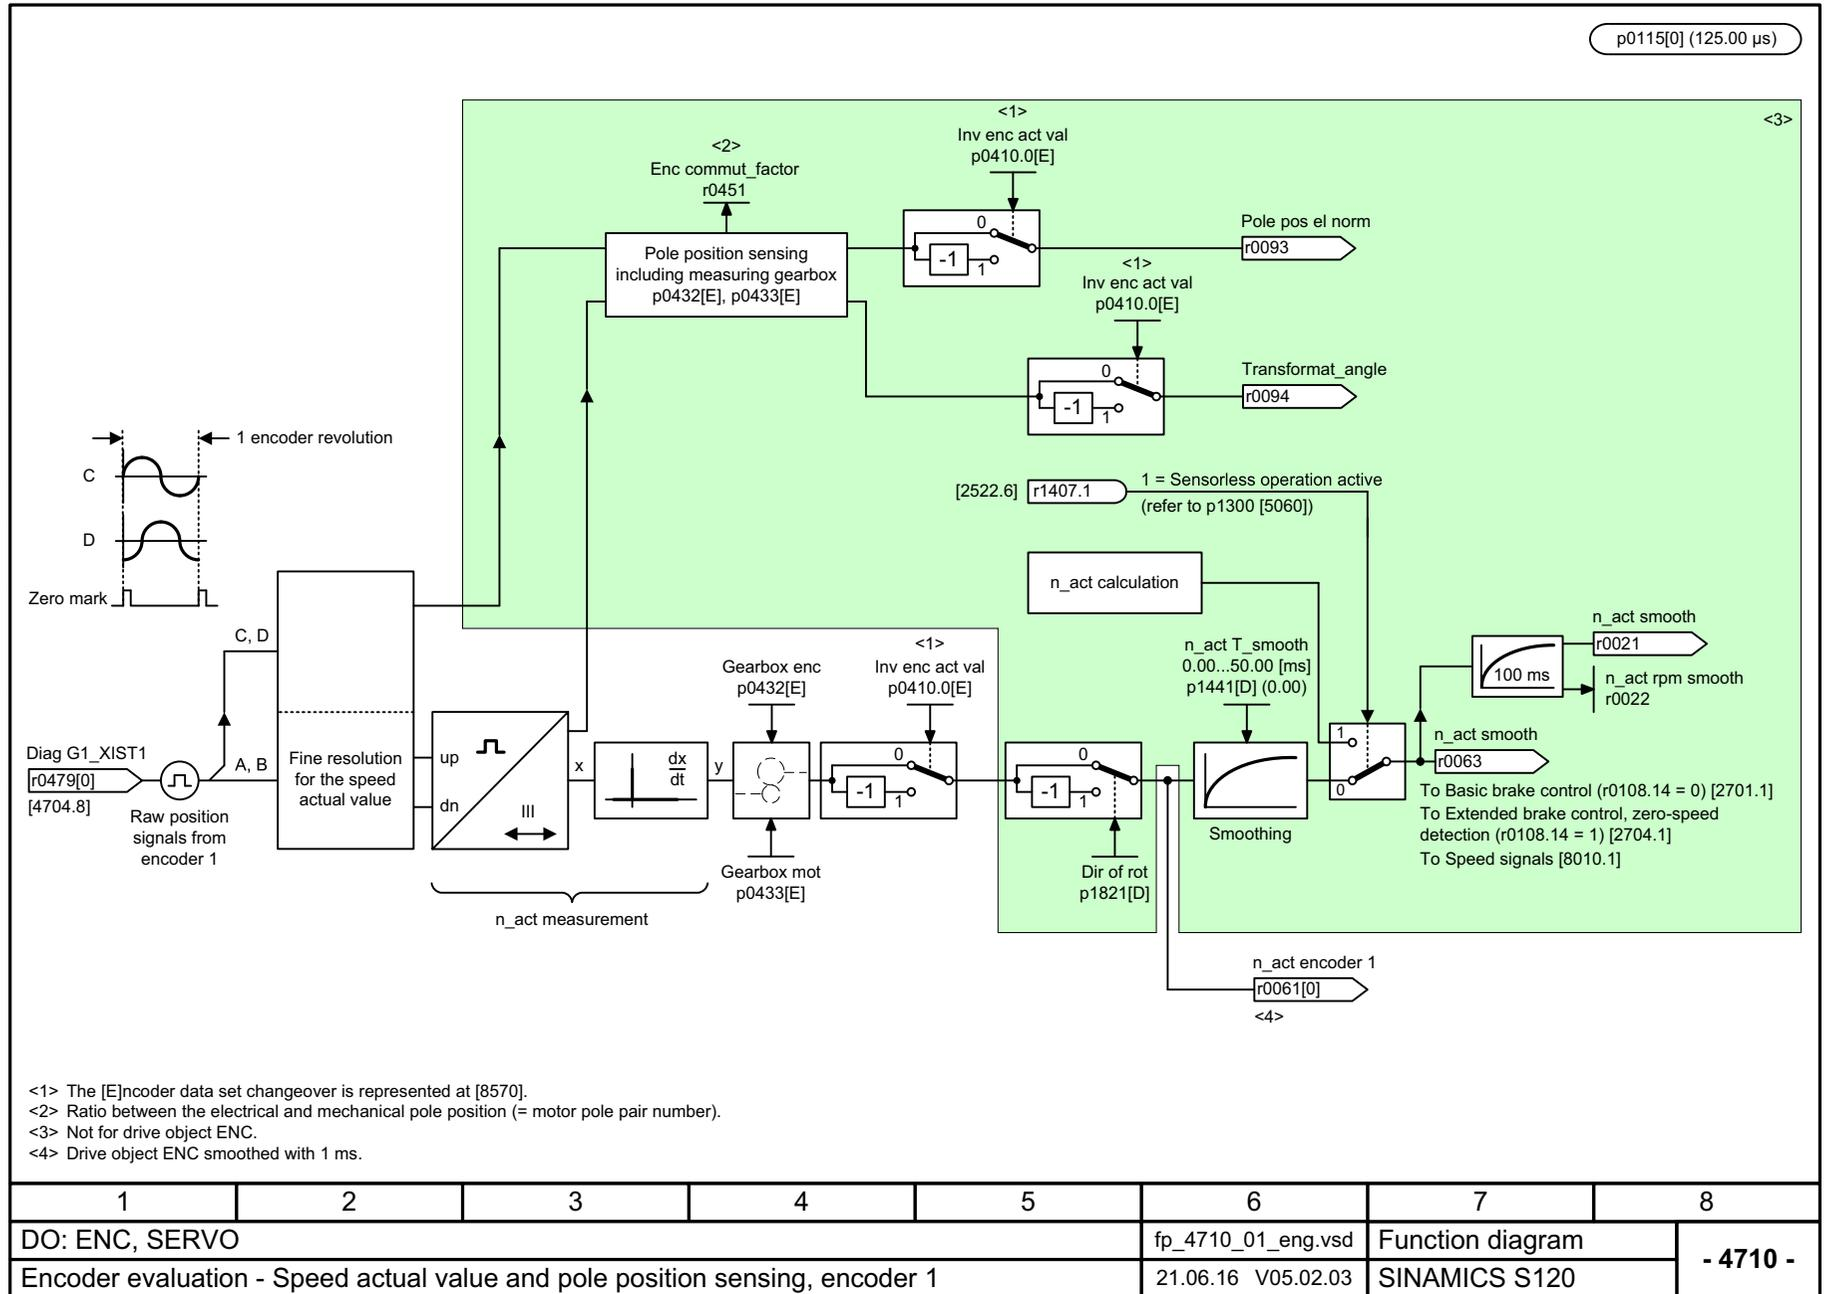 p0115[0] (125.00 µs)
<1>
<3>
Inv enc act val
p0410.0[E]
<2>
Enc commut_factor
r0451
0
-1
1
Pole position sensing
including measuring gearbox
p0432[E], p0433[E]
Pole pos el norm
r0093
<1>
Inv enc act val
p0410.0[E]
0
-1
1
Transformat_angle
r0094
1 encoder revolution
C
D
Zero mark
[2522.6]
r1407.1
1 = Sensorless operation active
(refer to p1300 [5060])
n_act calculation
C, D
A, B
Diag G1_XIST1
r0479[0]
[4704.8]
Raw position
signals from
encoder 1
Fine resolution
for the speed
actual value
up
dn
III
x
dx
dt
y
n_act measurement
Gearbox enc
p0432[E]
Gearbox mot
p0433[E]
<1>
Inv enc act val
p0410.0[E]
0
-1
1
0
-1
1
Dir of rot
p1821[D]
n_act T_smooth
0.00...50.00 [ms]
p1441[D] (0.00)
Smoothing
1
0
100 ms
n_act smooth
r0021
n_act rpm smooth
r0022
n_act smooth
r0063
To Basic brake control (r0108.14 = 0) [2701.1]
To Extended brake control, zero-speed
detection (r0108.14 = 1) [2704.1]
To Speed signals [8010.1]
n_act encoder 1
r0061[0]
<4>
<1> The [E]ncoder data set changeover is represented at [8570].
<2> Ratio between the electrical and mechanical pole position (= motor pole pair number).
<3> Not for drive object ENC.
<4> Drive object ENC smoothed with 1 ms.
1 2 3 4 5 6 7 8
DO: ENC, SERVO
fp_4710_01_eng.vsd
Function diagram
- 4710 -
Encoder evaluation - Speed actual value and pole position sensing, encoder 1
21.06.16 V05.02.03
SINAMICS S120